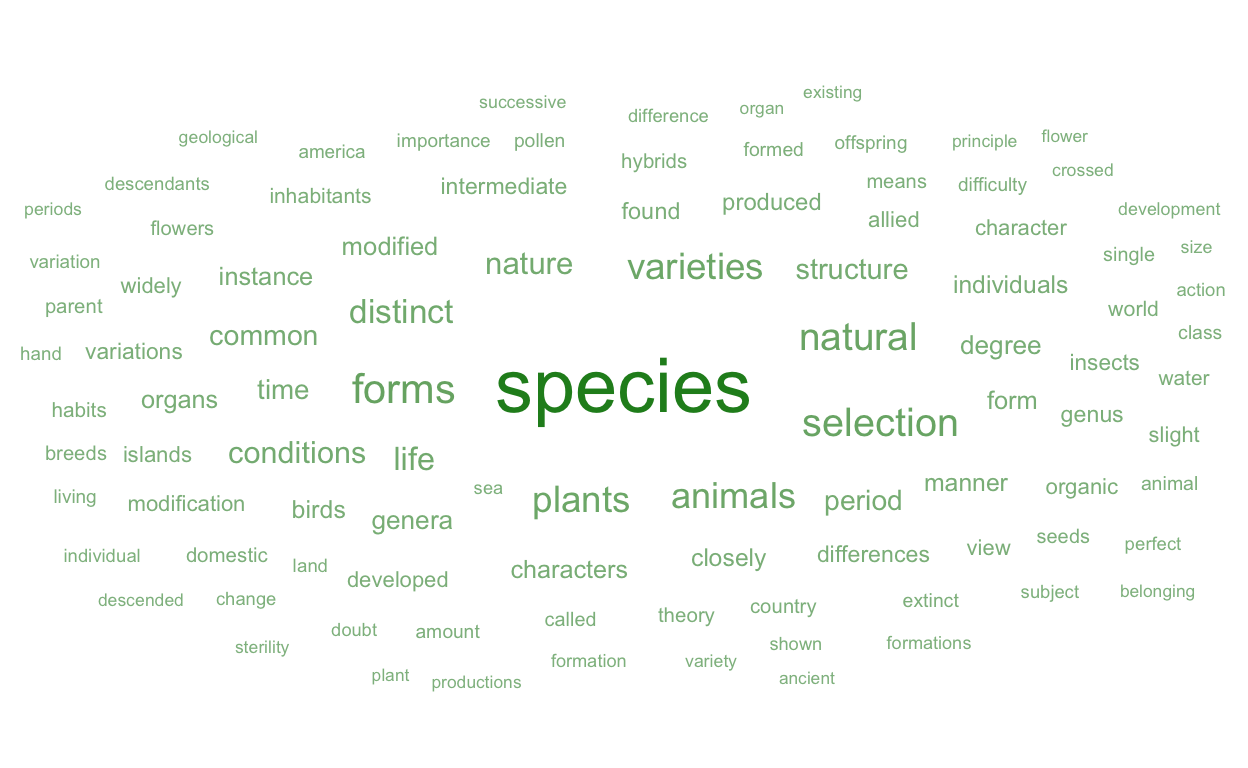 existing
successive
difference
organ
geological
america
importance
pollen
hybrids
formed
offspring
principle
flower
descendants
inhabitants
intermediate
means
difficulty
crossed
periods
flowers
found
produced
allied
character
development
variation
widely
instance
modified
nature
varieties
structure
individuals
single
size
parent
common
distinct
world
action
hand
variations
natural
degree
insects
class
habits
organs
time
forms
species
form
genus
water
breeds
islands
conditions
life
selection
slight
living
modification
birds
genera
sea
plants
animals
period
manner
organic
animal
individual
domestic
land
developed
characters
closely
differences
view
seeds
perfect
descended
change
called
theory
country
extinct
subject
belonging
sterility
doubt
amount
formation
variety
shown
formations
plant
productions
ancient